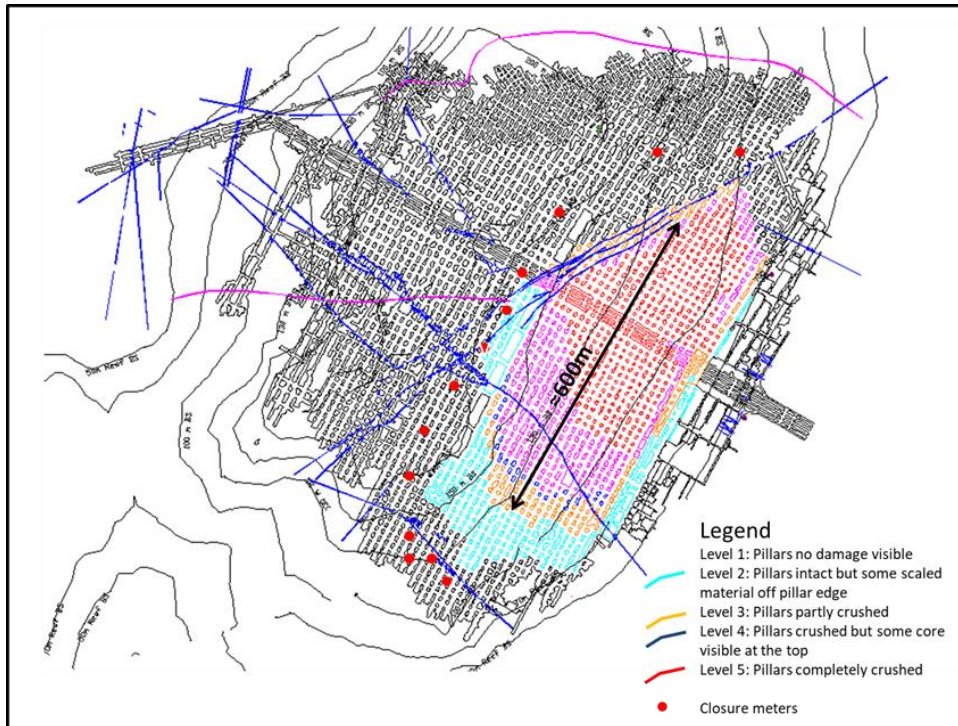 ≈600m
Legend
Level 1: Pillars no damage visible
Level 2: Pillars intact but some scaled
material off pillar edge
Level 3: Pillars partly crushed
Level 4: Pillars crushed but some core
visible at the top
Level 5: Pillars completely crushed
Closure meters